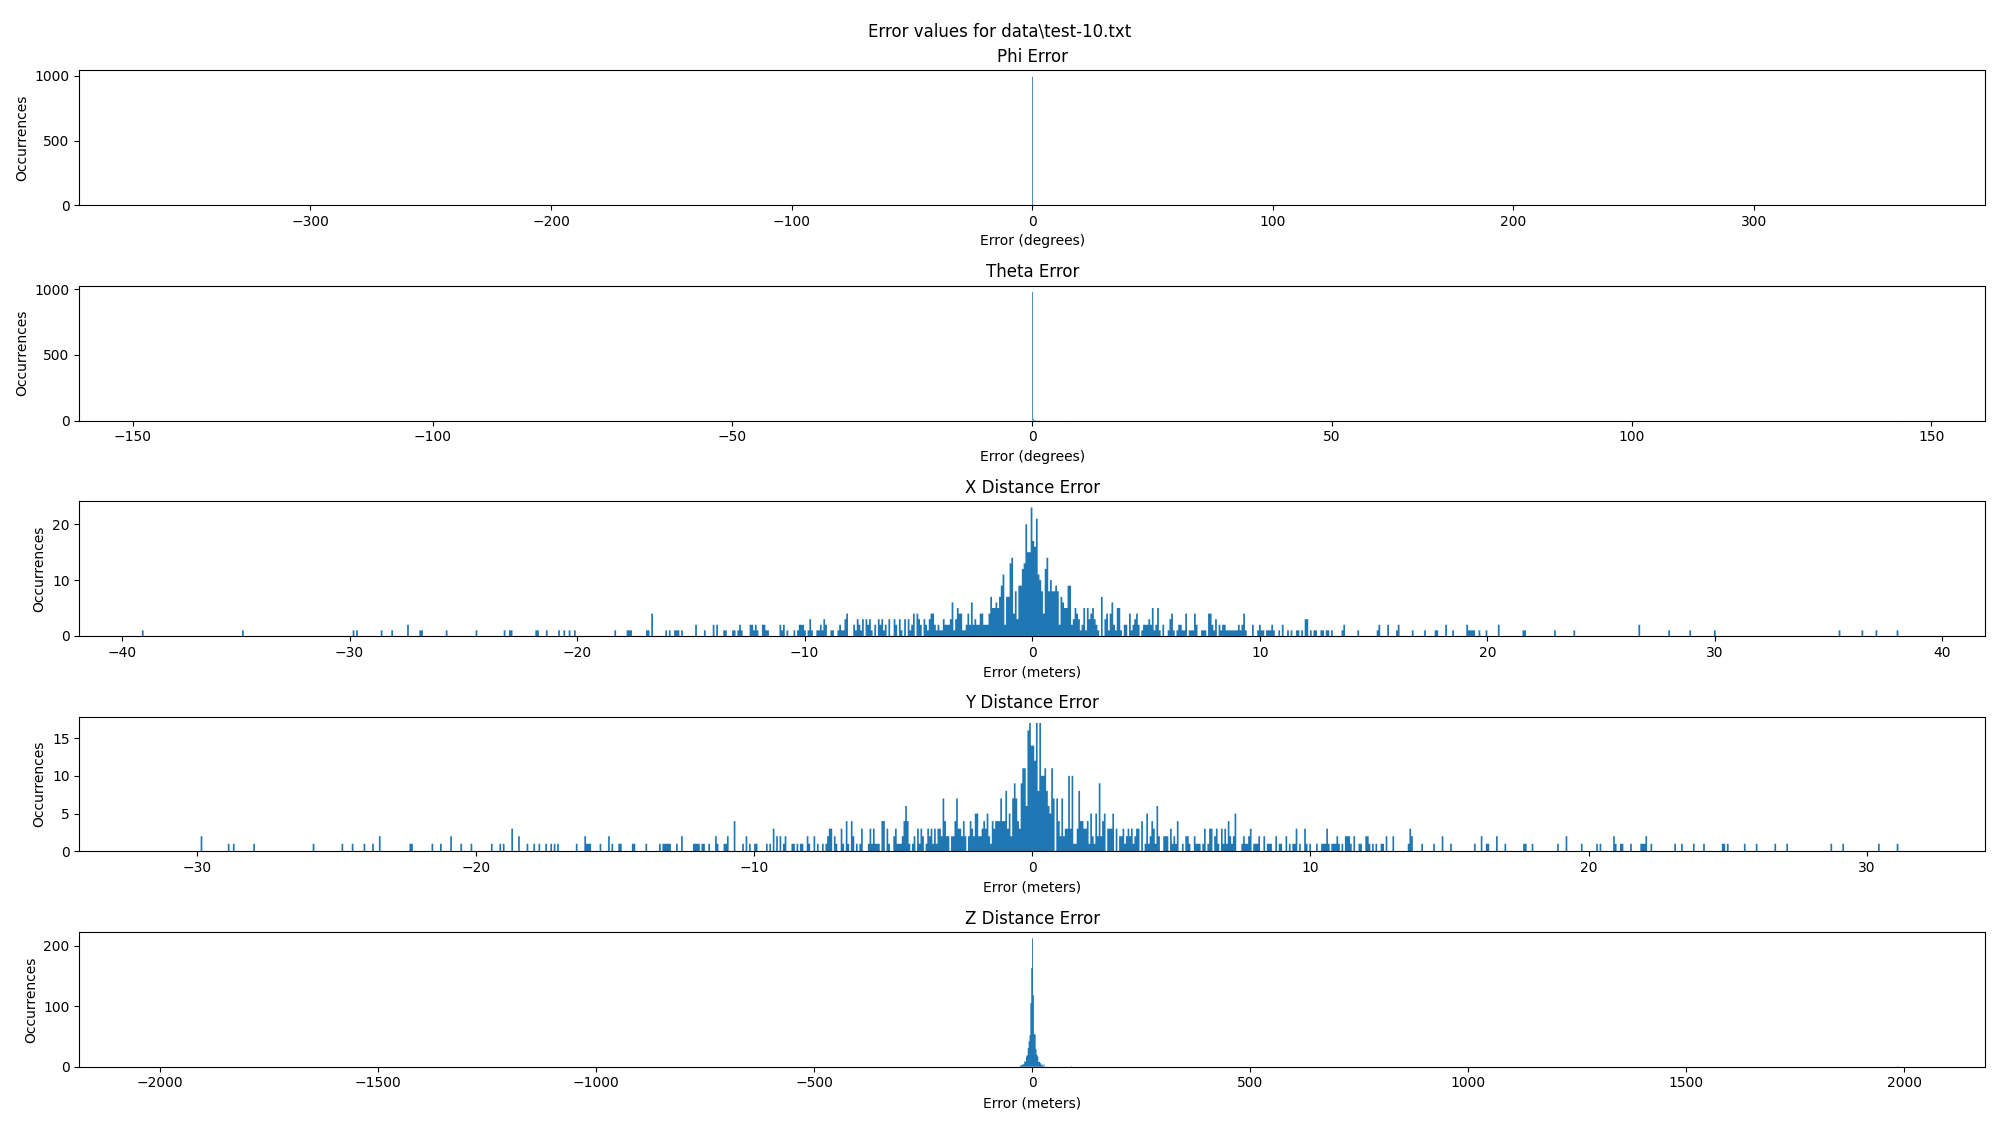 Error values for data\test-10.txt
Phi Error
Occurrences
1000
500
0
−300 −200 −100 0 100 200 300
Error (degrees)
Theta Error
Occurrences
1000
500
0
−150 −100 −50 0 50 100 150
Error (degrees)
X Distance Error
Occurrences
20
10
0
−40 −30 −20 −10 0 10 20 30 40
Error (meters)
Y Distance Error
Occurrences
15
10
5
0
−30 −20 −10 0 10 20 30
Error (meters)
Z Distance Error
Occurrences
200
100
0
−2000 −1500 −1000 −500 0 500 1000 1500 2000
Error (meters)